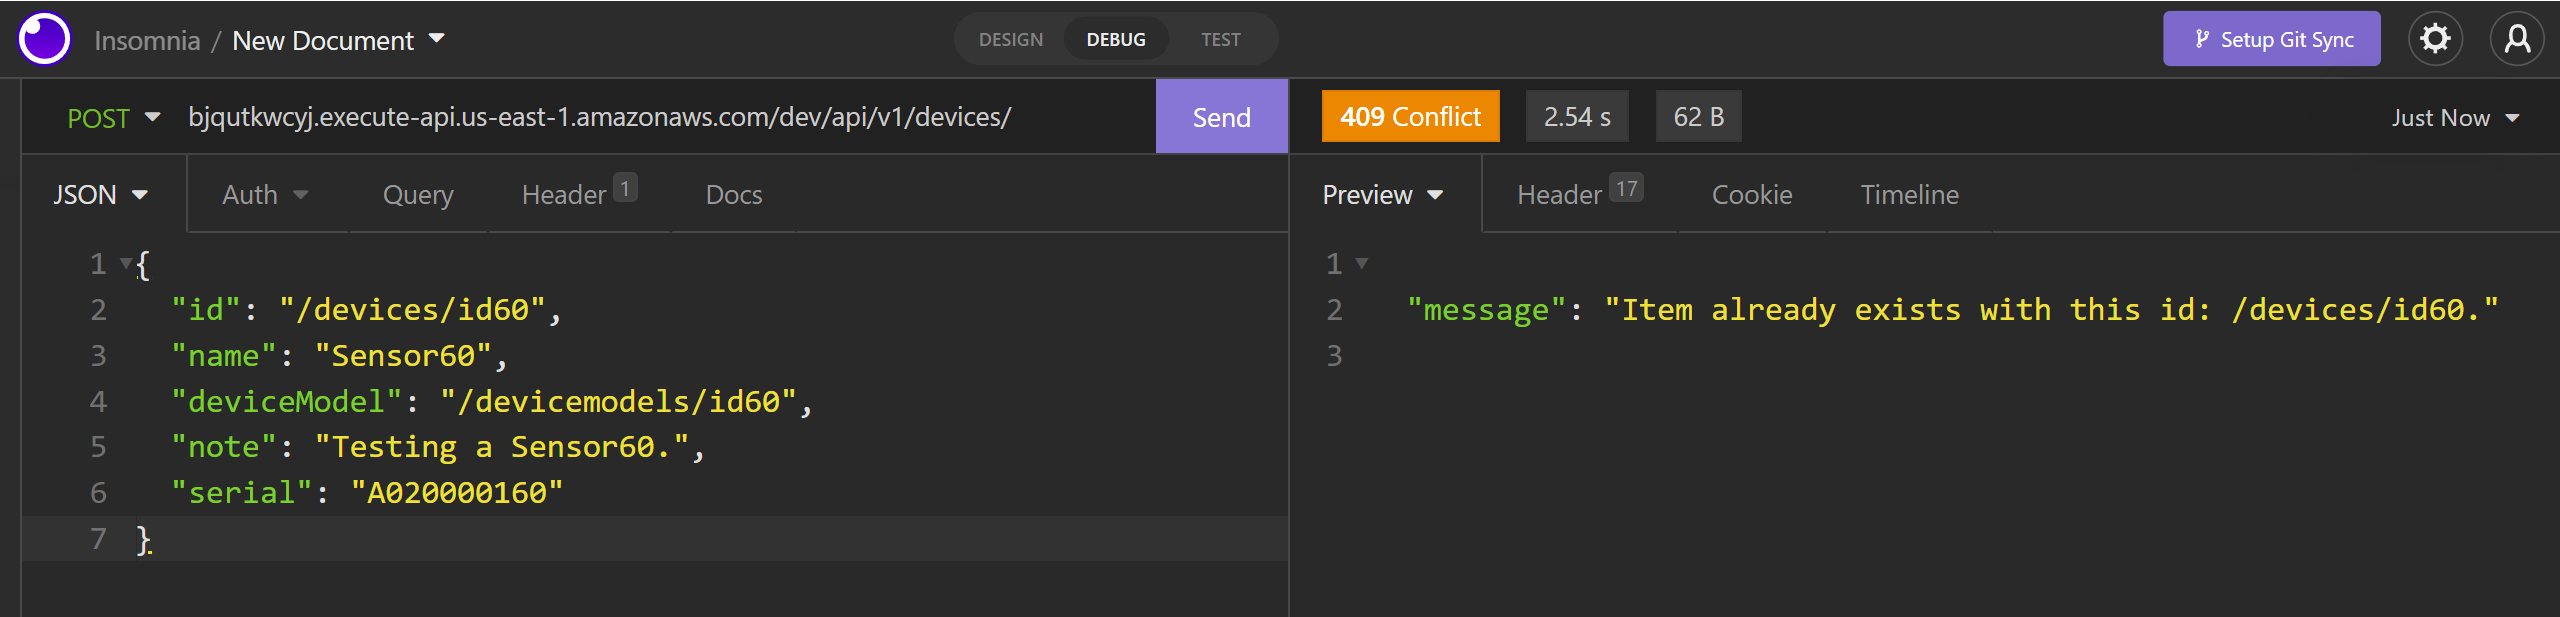 Insomnia / New Document
DESIGN DEBUG TEST
Setup Git Sync
POST bjqutkwcyj.execute-api.us-east-1.amazonaws.com/dev/api/v1/devices/ Send
409 Conflict 2.54 s 62 B Just Now
JSON Auth Query Header 1 Docs
Preview Header 17 Cookie Timeline
1 {
2 "id": "/devices/id60",
3 "name": "Sensor60",
4 "deviceModel": "/devicemodels/id60",
5 "note": "Testing a Sensor60.",
6 "serial": "A020000160"
7 }
1
2 "message": "Item already exists with this id: /devices/id60."
3